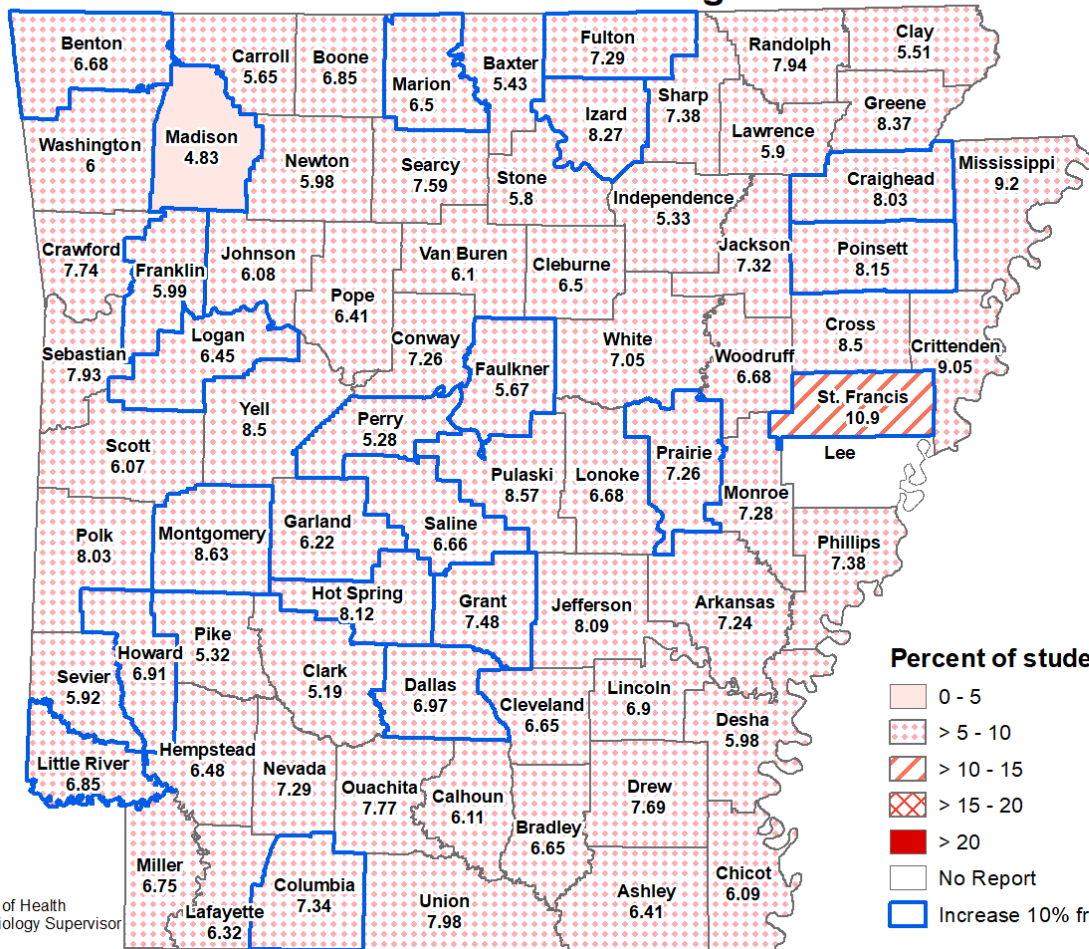 Benton
6.68
Carroll
5.65
Boone
6.85
Marion
6.5
Baxter
5.43
Fulton
7.29
Randolph
7.94
Clay
5.51
Izard
8.27
Sharp
7.38
Greene
8.37
Washington
6
Madison
4.83
Newton
5.98
Searcy
7.59
Stone
5.8
Lawrence
5.9
Independence
5.33
Craighead
8.03
Mississippi
9.2
Crawford
7.74
Franklin
5.99
Johnson
6.08
Pope
6.41
Van Buren
6.1
Cleburne
6.5
Jackson
7.32
Poinsett
8.15
Sebastian
7.93
Logan
6.45
Conway
7.26
Faulkner
5.67
White
7.05
Woodruff
6.68
Cross
8.5
Crittenden
9.05
St. Francis
10.9
Scott
6.07
Yell
8.5
Perry
5.28
Pulaski
8.57
Lonoke
6.68
Prairie
7.26
Lee
Monroe
7.28
Polk
8.03
Montgomery
8.63
Garland
6.22
Saline
6.66
Phillips
7.38
Hot Spring
8.12
Grant
7.48
Jefferson
8.09
Arkansas
7.24
Sevier
5.92
Howard
6.91
Pike
5.32
Clark
5.19
Dallas
6.97
Cleveland
6.65
Lincoln
6.9
Desha
5.98
Little River
6.85
Hempstead
6.48
Nevada
7.29
Ouachita
7.77
Calhoun
6.11
Bradley
6.65
Drew
7.69
Miller
6.75
Lafayette
6.32
Columbia
7.34
Union
7.98
Ashley
6.41
Chicot
6.09
Percent of stude
0 - 5
> 5 - 10
> 10 - 15
> 15 - 20
> 20
No Report
Increase 10% fr
of Health
iology Supervisor